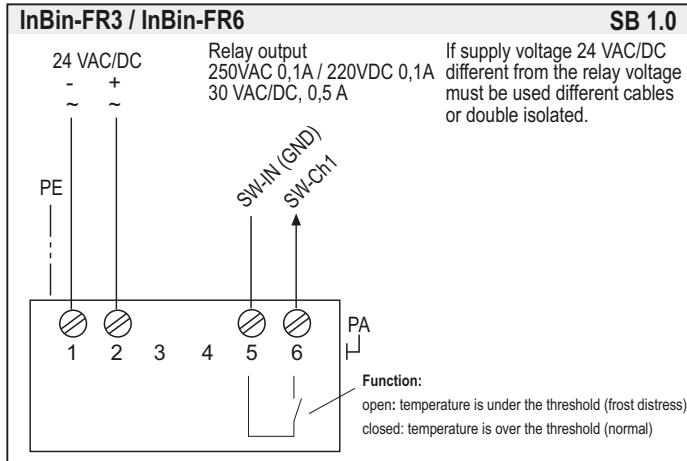 InBin-FR3 / InBin-FR6 SB 1.0
24 VAC/DC
- +
~ ~
Relay output
250VAC 0,1A / 220VDC 0,1A
30 VAC/DC, 0,5 A
If supply voltage 24 VAC/DC
different from the relay voltage
must be used different cables
or double isolated.
PE
SW-IN (GND)
SW-Ch1
PA
1 2 3 4 5 6
Function:
open: temperature is under the threshold (frost distress)
closed: temperature is over the threshold (normal)